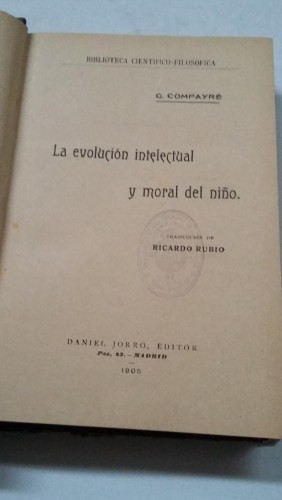 BIBLIOTECA CIENTÍFICO-FILOSÓFICA
G. COMPAYRÉ
La evolución intelectual
y moral del niño.
TRADUCCIÓN DE
RICARDO RUBIO
DANIEL JORRO, EDITOR
Paz, 23.—MADRID
1905